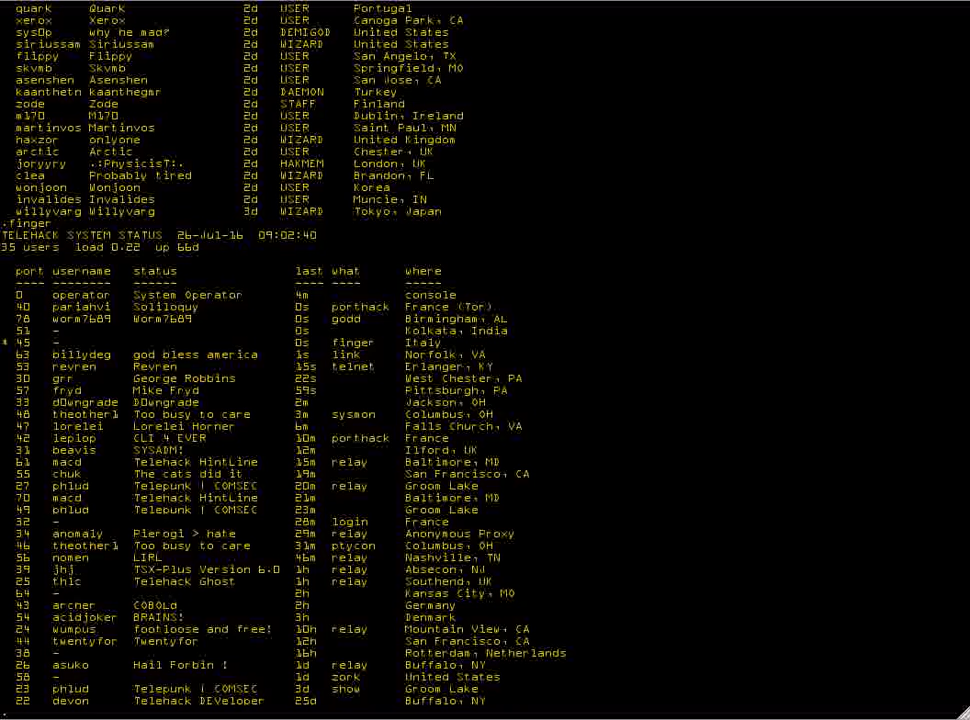 quark Quark 2d USER Portugal
xerox Xerox 2d USER Canoga Park, CA
sys0p why he mad? 2d DEMIGOD United States
siriussam Siriussam 2d WIZARD United States
flippy Flippy 2d USER San Angelo, TX
skvmb Skvmb 2d USER Springfield, MO
asenshen Asenshen 2d USER San Jose, CA
kaanthetn kaanthegmr 2d DAEMON Turkey
zode Zode 2d STAFF Finland
m170 M170 2d USER Dublin, Ireland
martinvos Martinvos 2d USER Saint Paul, MN
haxzor onlyone 2d WIZARD United Kingdom
arctic Arctic 2d USER Chester, UK
joryyry .:PhysicisT:. 2d HAKMEM London, UK
clea Probably tired 2d WIZARD Brandon, FL
wonjoon Wonjoon 2d USER Korea
invalides Invalides 2d USER Muncie, IN
willyvarg Willyvarg 3d WIZARD Tokyo, Japan
.finger
TELEHACK SYSTEM STATUS 26-Jul-16 09:02:40
35 users load 0.22 up 66d
port username status last what where
---- -------- ------ ---- ---- -----
0 operator System Operator 4m console
40 pariahvi Soliloquy 0s porthack France (Tor)
78 worm7689 Worm7689 0s godd Birmingham, AL
51 - 0s Kolkata, India
* 45 - 0s finger Italy
63 billydeg god bless america 1s link Norfolk, VA
53 revren Revren 15s telnet Erlanger, KY
30 grr George Robbins 22s West Chester, PA
57 fryd Mike Fryd 59s Pittsburgh, PA
33 d0wngrade D0wngrade 2m Jackson, OH
48 theother1 Too busy to care 3m sysmon Columbus, OH
47 lorelei Lorelei Horner 6m Falls Church, VA
42 leplop CLI 4 EVER 10m porthack France
31 beavis SYSADM! 12m Ilford, UK
61 macd Telehack HintLine 15m relay Baltimore, MD
55 chuk The cats did it 19m San Francisco, CA
27 phlud Telepunk | COMSEC 20m relay Groom Lake
70 macd Telehack HintLine 21m Baltimore, MD
49 phlud Telepunk | COMSEC 23m Groom Lake
32 - 28m login France
34 anomaly Pierogi > hate 29m relay Anonymous Proxy
46 theother1 Too busy to care 31m ptycon Columbus, OH
56 nomen LIRL 46m relay Nashville, TN
39 jhj TSX-Plus Version 6.0 1h relay Absecon, NJ
25 th1c Telehack Ghost 1h relay Southend, UK
64 - 2h Kansas City, MO
43 archer COBOLd 2h Germany
54 acidjoker BRAINS! 3h Denmark
24 wumpus footloose and free! 10h relay Mountain View, CA
44 twentyfor Twentyfor 12h San Francisco, CA
38 - 16h Rotterdam, Netherlands
26 asuko Hail Forbin ! 1d relay Buffalo, NY
58 - 1d zork United States
23 phlud Telepunk | COMSEC 3d show Groom Lake
22 devon Telehack DEVeloper 25d Buffalo, NY
.